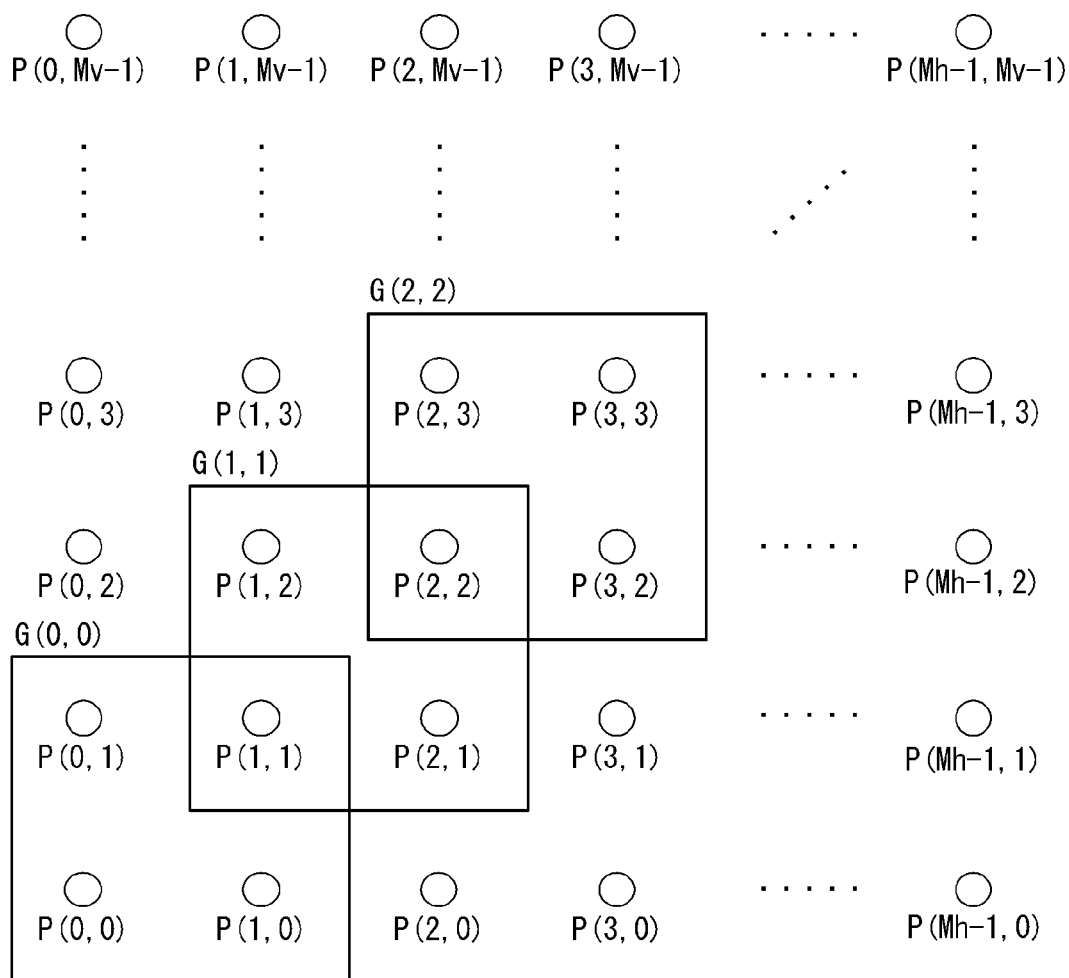 P(0,Mv-1) P(1,Mv-1) P(2,Mv-1) P(3,Mv-1) P(Mh-1,Mv-1)
G(2,2)
P(0,3) P(1,3) P(2,3) P(3,3) P(Mh-1,3)
G(1,1)
P(0,2) P(1,2) P(2,2) P(3,2) P(Mh-1,2)
G(0,0)
P(0,1) P(1,1) P(2,1) P(3,1) P(Mh-1,1)
P(0,0) P(1,0) P(2,0) P(3,0) P(Mh-1,0)